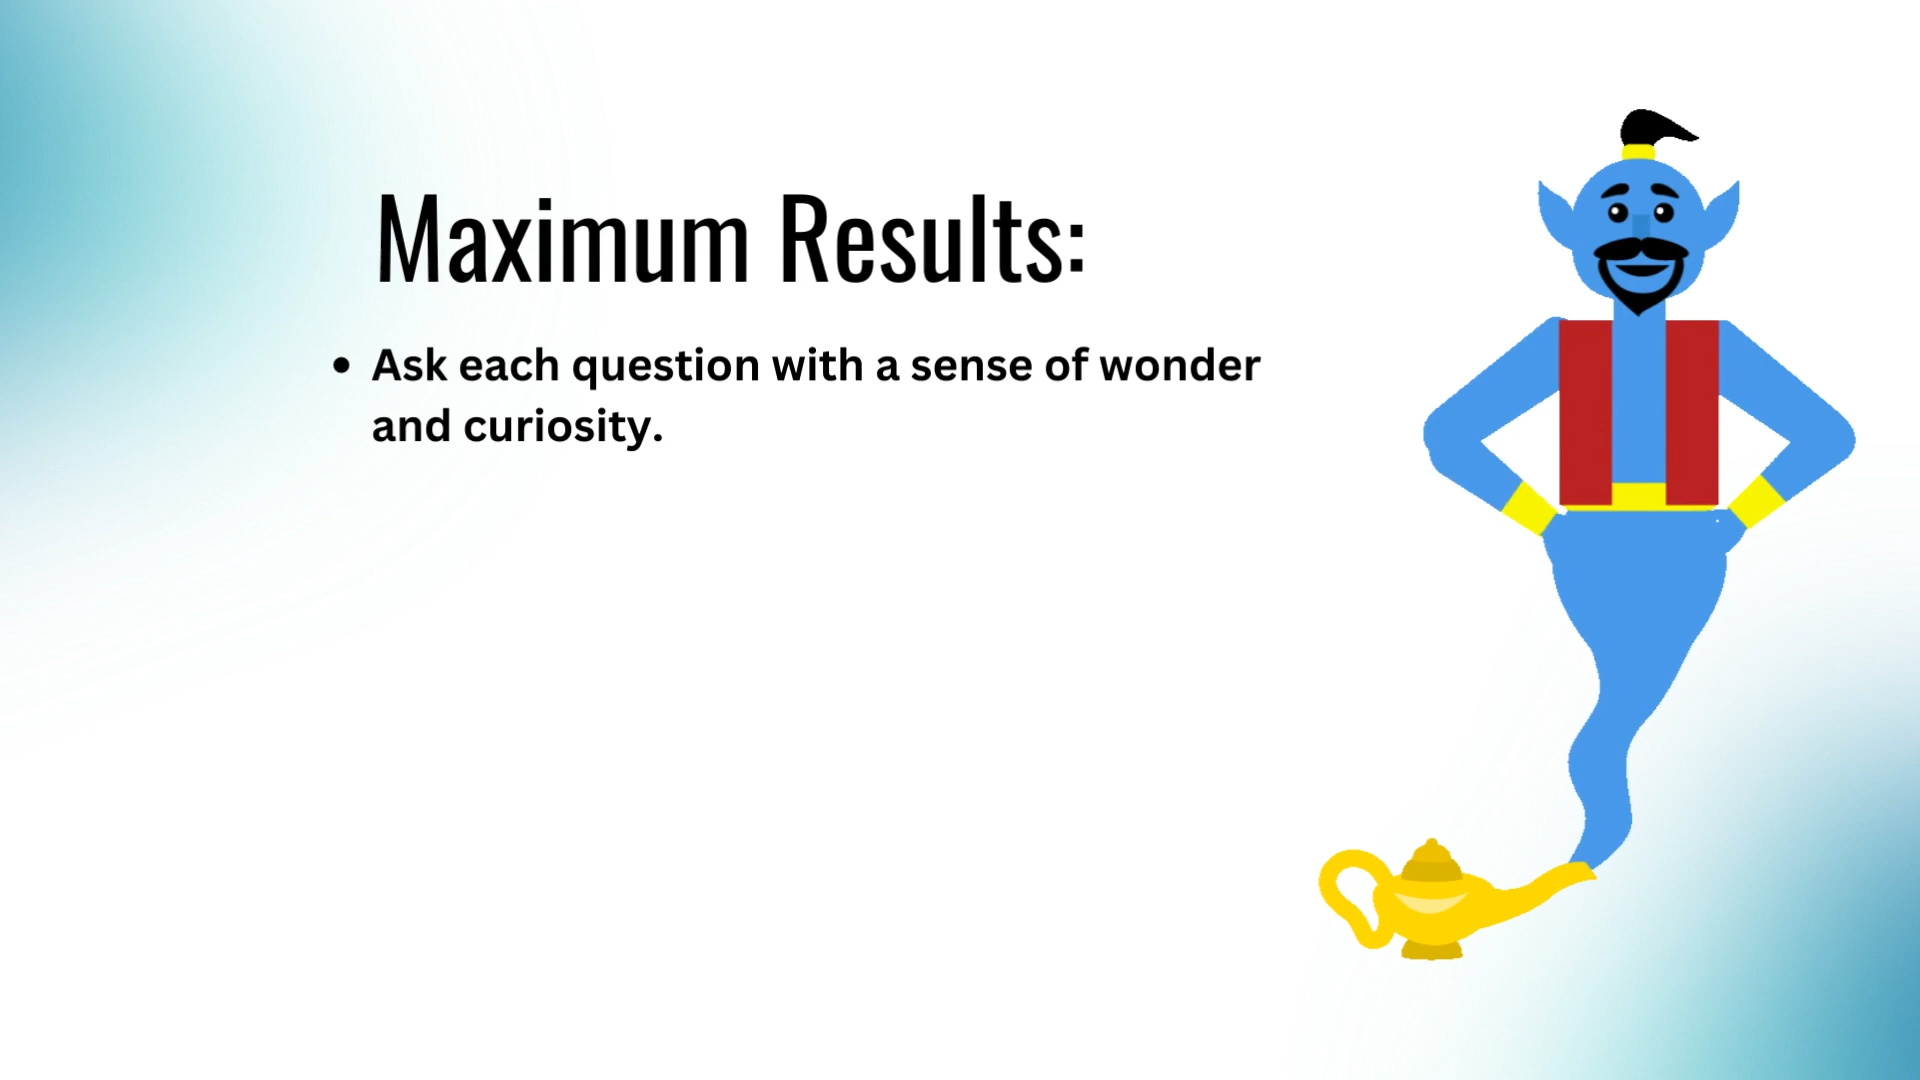 Maximum Results:
• Ask each question with a sense of wonder
and curiosity.